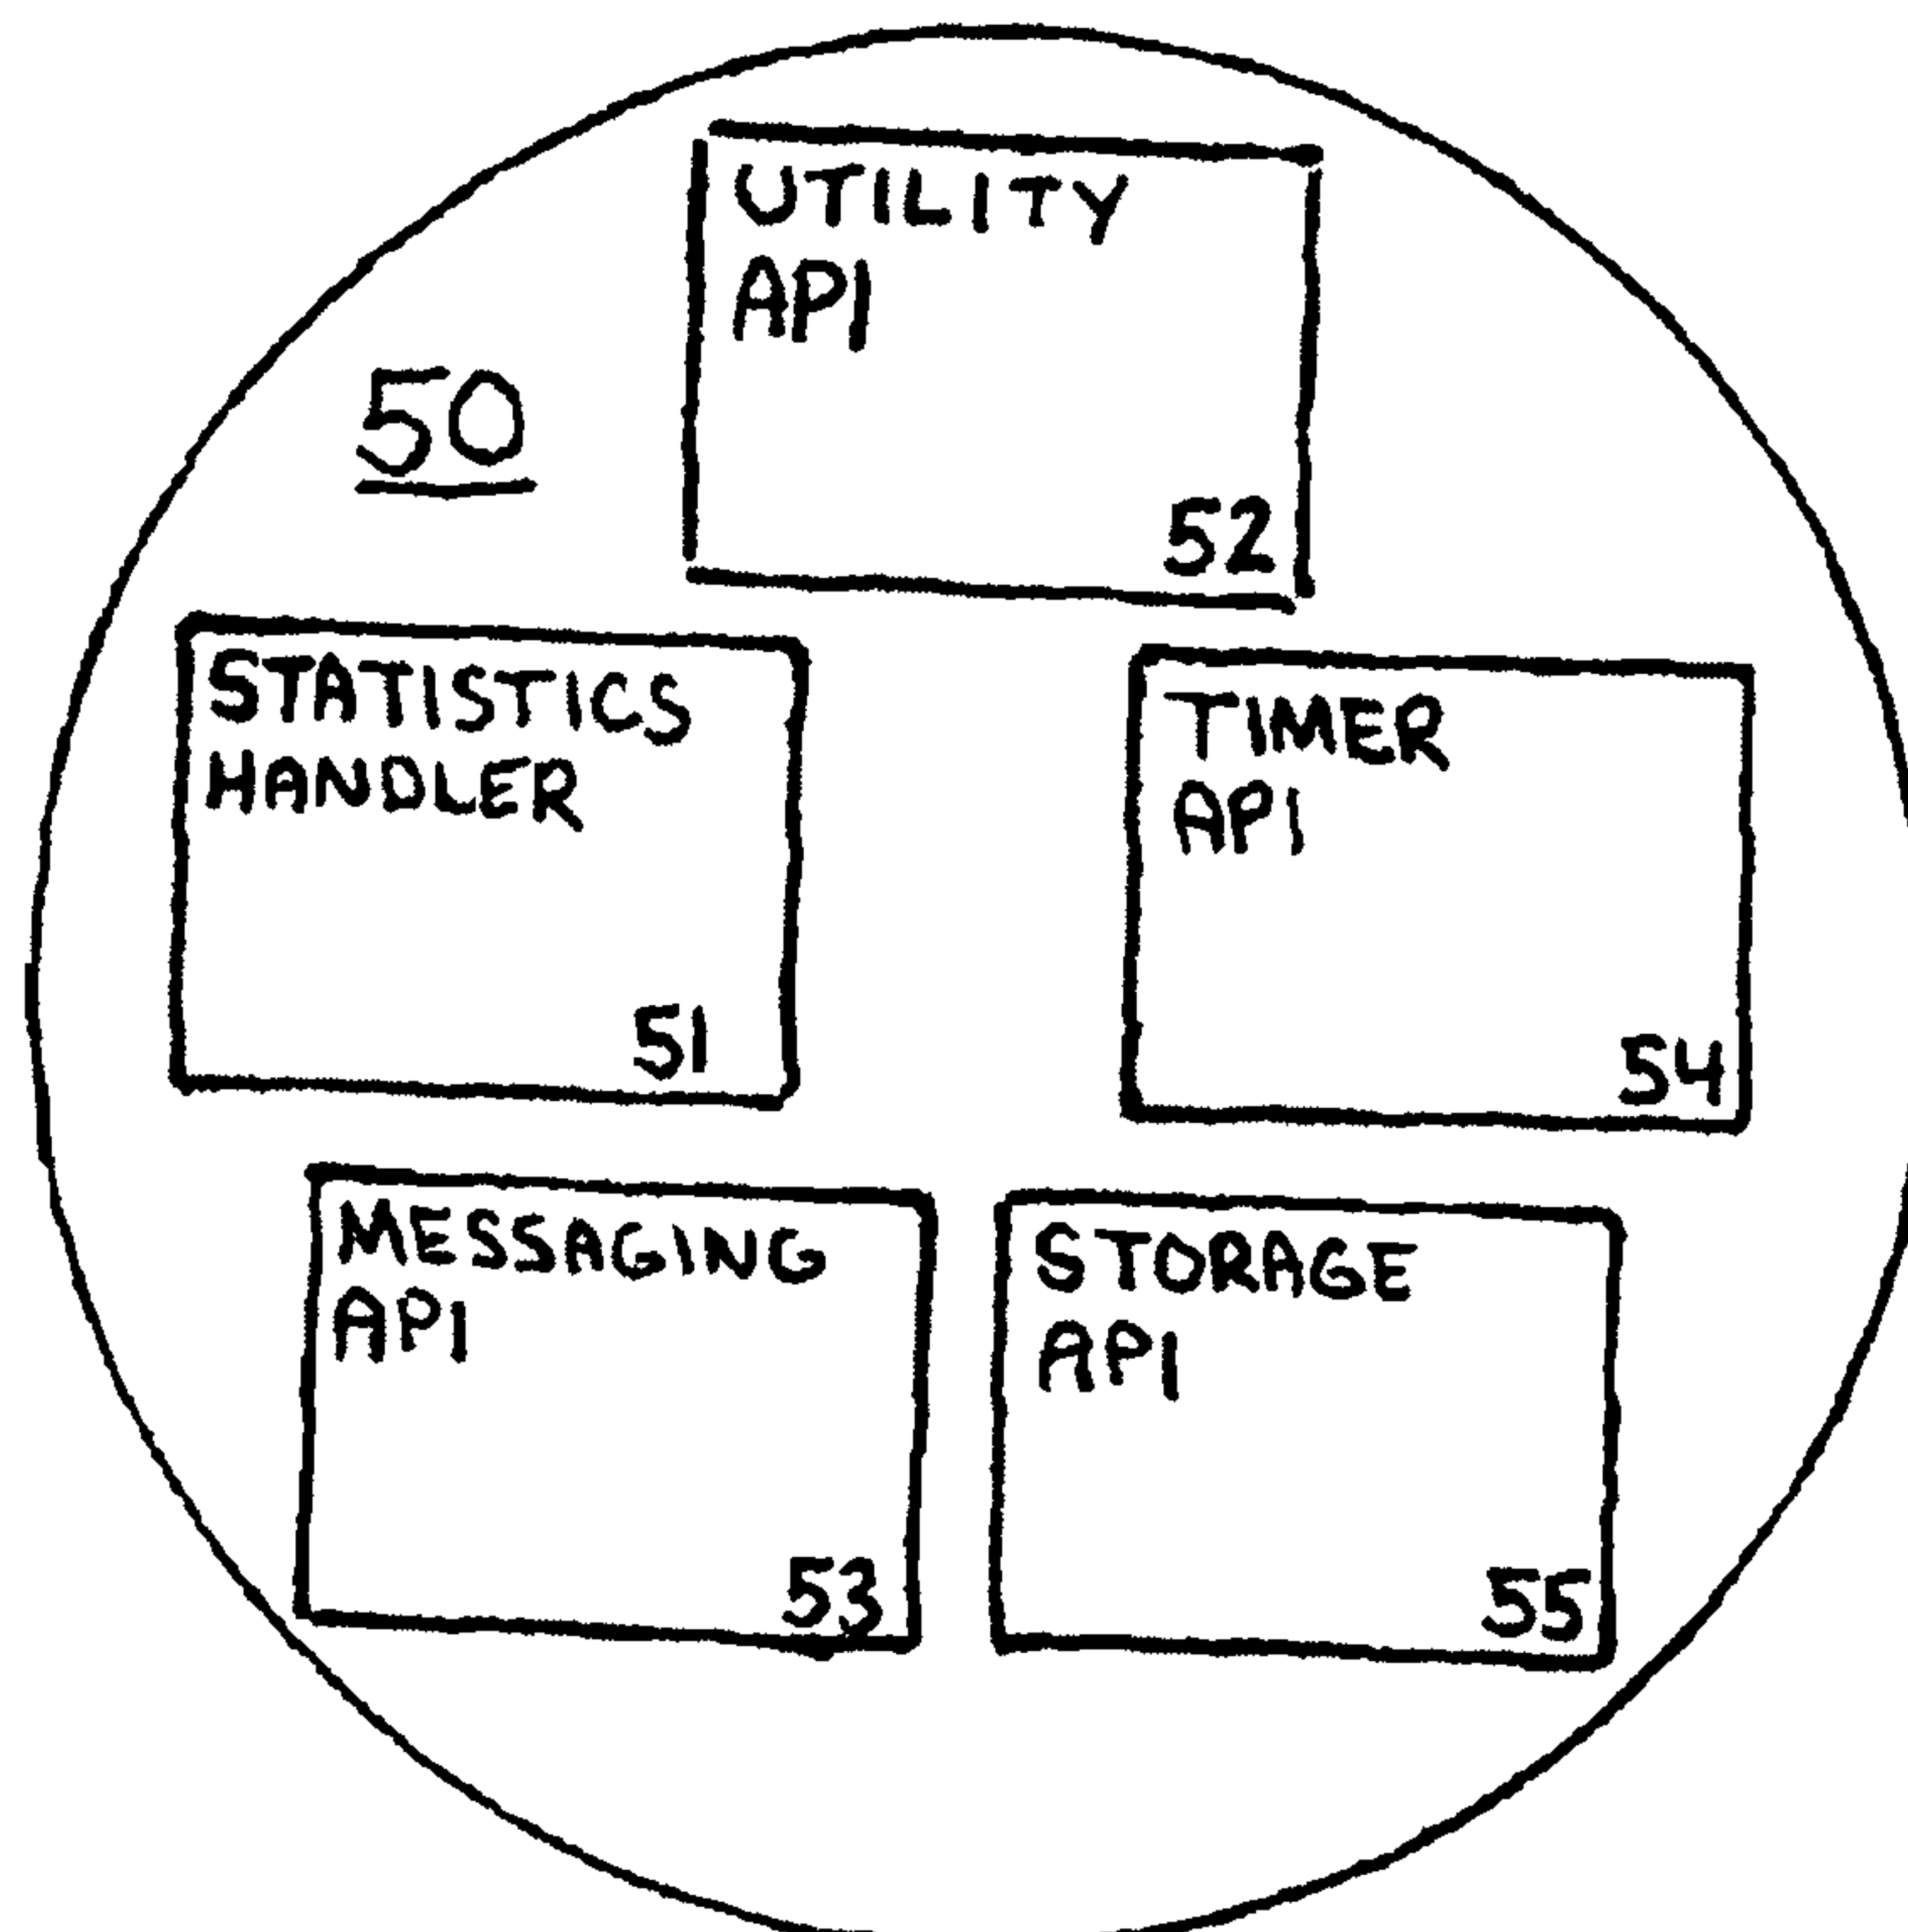 UTILITY
API
52
50
STATISTICS
HANDLER
51
TIMER
API
54
MESSAGING
API
53
STORAGE
API
55